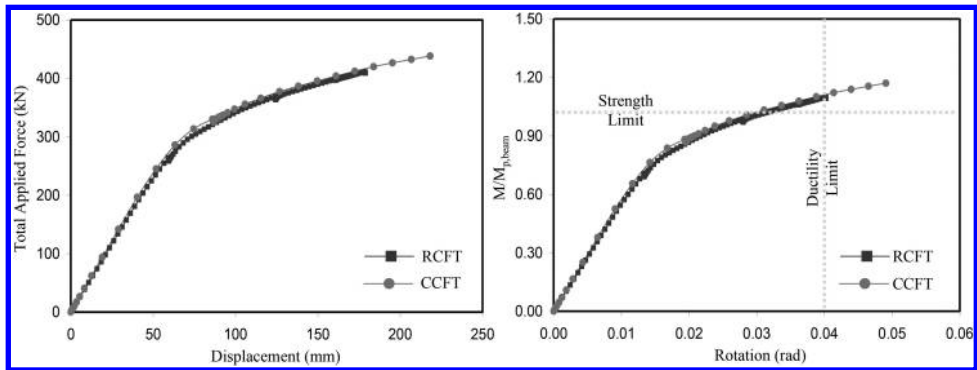 500
400
300
200
100
0
Total Applied Force (kN)
RCFT
CCFT
0 50 100 150 200 250
Displacement (mm)
1.50
1.20
0.90
0.60
0.30
0.00
M/Mp,beam
Strength
Limit
Ductility
Limit
RCFT
CCFT
0.00 0.01 0.02 0.03 0.04 0.05 0.06
Rotation (rad)